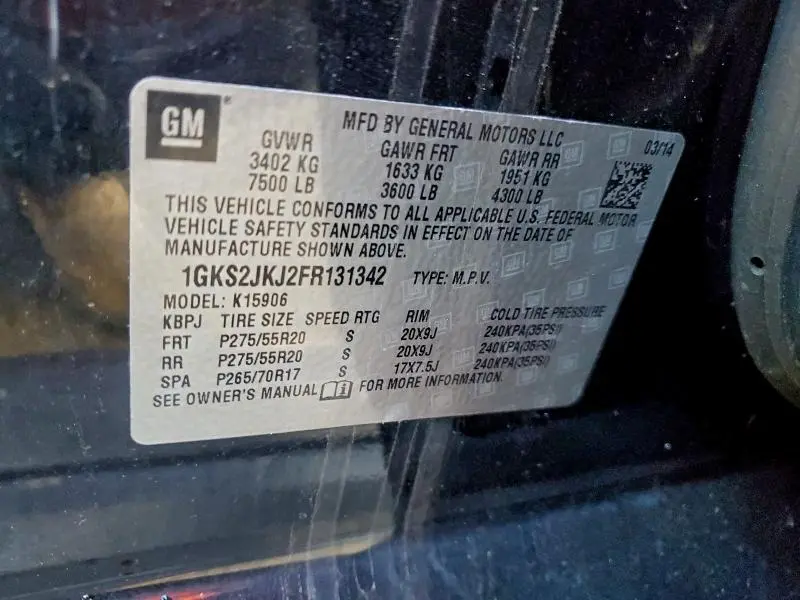 GM
MFD BY GENERAL MOTORS LLC 03/14
GVWR GAWR FRT GAWR RR
3402 KG 1633 KG 1951 KG
7500 LB 3600 LB 4300 LB
THIS VEHICLE CONFORMS TO ALL APPLICABLE U.S. FEDERAL MOTOR
VEHICLE SAFETY STANDARDS IN EFFECT ON THE DATE OF
MANUFACTURE SHOWN ABOVE.
1GKS2JKJ2FR131342 TYPE: M.P.V.
MODEL: K15906
KBPJ TIRE SIZE SPEED RTG RIM COLD TIRE PRESSURE
FRT P275/55R20 S 20X9J 240KPA(35PSI)
RR P275/55R20 S 20X9J 240KPA(35PSI)
SPA P265/70R17 S 17X7.5J 240KPA(35PSI)
SEE OWNER'S MANUAL FOR MORE INFORMATION.